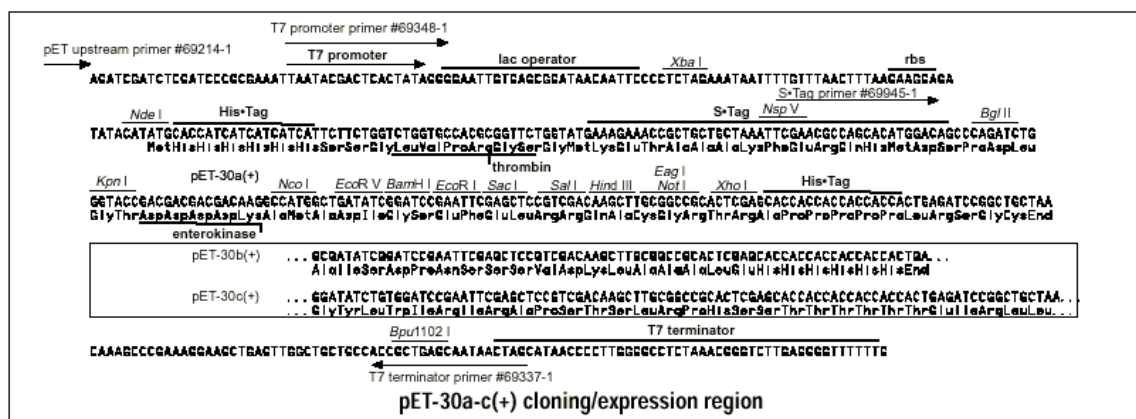 T7 promoter primer #69348-1
pET upstream primer #69214-1
T7 promoter
lac operator
Xba I
rbs
AGATCGATCTCGATCCCGCGAAATTAATACGACTCACTATAGGGGAATTGTGAGCGGATAACAATTCCCCTCTAGAAATAATTTTGTTTAACTTTAAGAAGGAGA
S•Tag primer #69945-1
Nde I
His•Tag
S•Tag
Nsp V
Bgl II
TATACATATGCACCATCATCATCATCATTCTTCTGGTCTGGTGCCACGCGGTTCTGGTATGAAAGAAACCGCTGCTGCTAAATTCGAACGCCAGCACATGGACAGCCCAGATCTG
MetHisHisHisHisHisHisSerSerGlyLeuValProArgGlySerGlyMetLysGluThrAlaAlaAlaLysPheGluArgGlnHisMetAspSerProAspLeu
thrombin
Kpn I
pET-30a(+)
Nco I
EcoR V
BamH I
EcoR I
Sac I
Sal I
Hind III
Eag I
Not I
Xho I
His•Tag
GGTACCGACGACGACGACAAGGCCATGGCTGATATCGGATCCGAATTCGAGCTCCGTCGACAAGCTTGCGGCCGCACTCGAGCACCACCACCACCACCACTGAGATCCGGCTGCTAA
GlyThrAspAspAspAspLysAlaMetAlaAspIleGlySerGluPheGluLeuArgArgGlnAlaCysGlyArgThrArgAlaProProProProProLeuArgSerGlyCysEnd
enterokinase
pET-30b(+)
...GCGATATCGGATCCGAATTCGAGCTCCGTCGACAAGCTTGCGGCCGCACTCGAGCACCACCACCACCACCACTGA...
AlaIleSerAspProAsnSerSerSerValAspLysLeuAlaAlaAlaLeuGluHisHisHisHisHisHisEnd
pET-30c(+)
...GGATATCTGTGGATCCGAATTCGAGCTCCGTCGACAAGCTTGCGGCCGCACTCGAGCACCACCACCACCACCACTGAGATCCGGCTGCTAA...
GlyTyrLeuTrpIleArgIleArgAlaProSerThrSerLeuArgProHisSerSerThrThrThrThrThrThrGluIleArgLeuLeu...
Bpu1102 I
T7 terminator
CAAAGCCCGAAAGGAAGCTGAGTTGGCTGCTGCCACCGCTGAGCAATAACTAGCATAACCCCTTGGGGCCTCTAAACGGGTCTTGAGGGGTTTTTTG
T7 terminator primer #69337-1
pET-30a-c(+) cloning/expression region